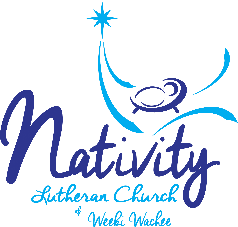 Nativity
Lutheran Church
of
Weeki Wachee